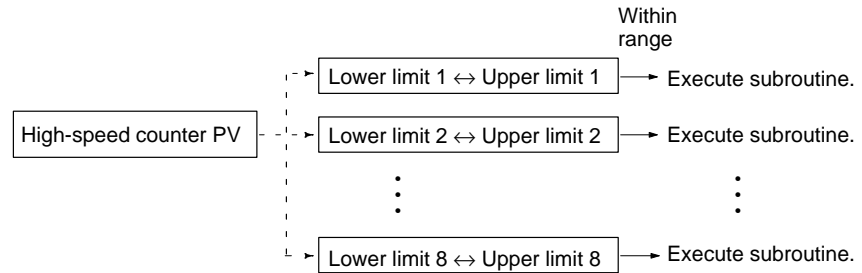 Within
range
Lower limit 1 ↔ Upper limit 1
Execute subroutine.
High-speed counter PV
Lower limit 2 ↔ Upper limit 2
Execute subroutine.
Lower limit 8 ↔ Upper limit 8
Execute subroutine.